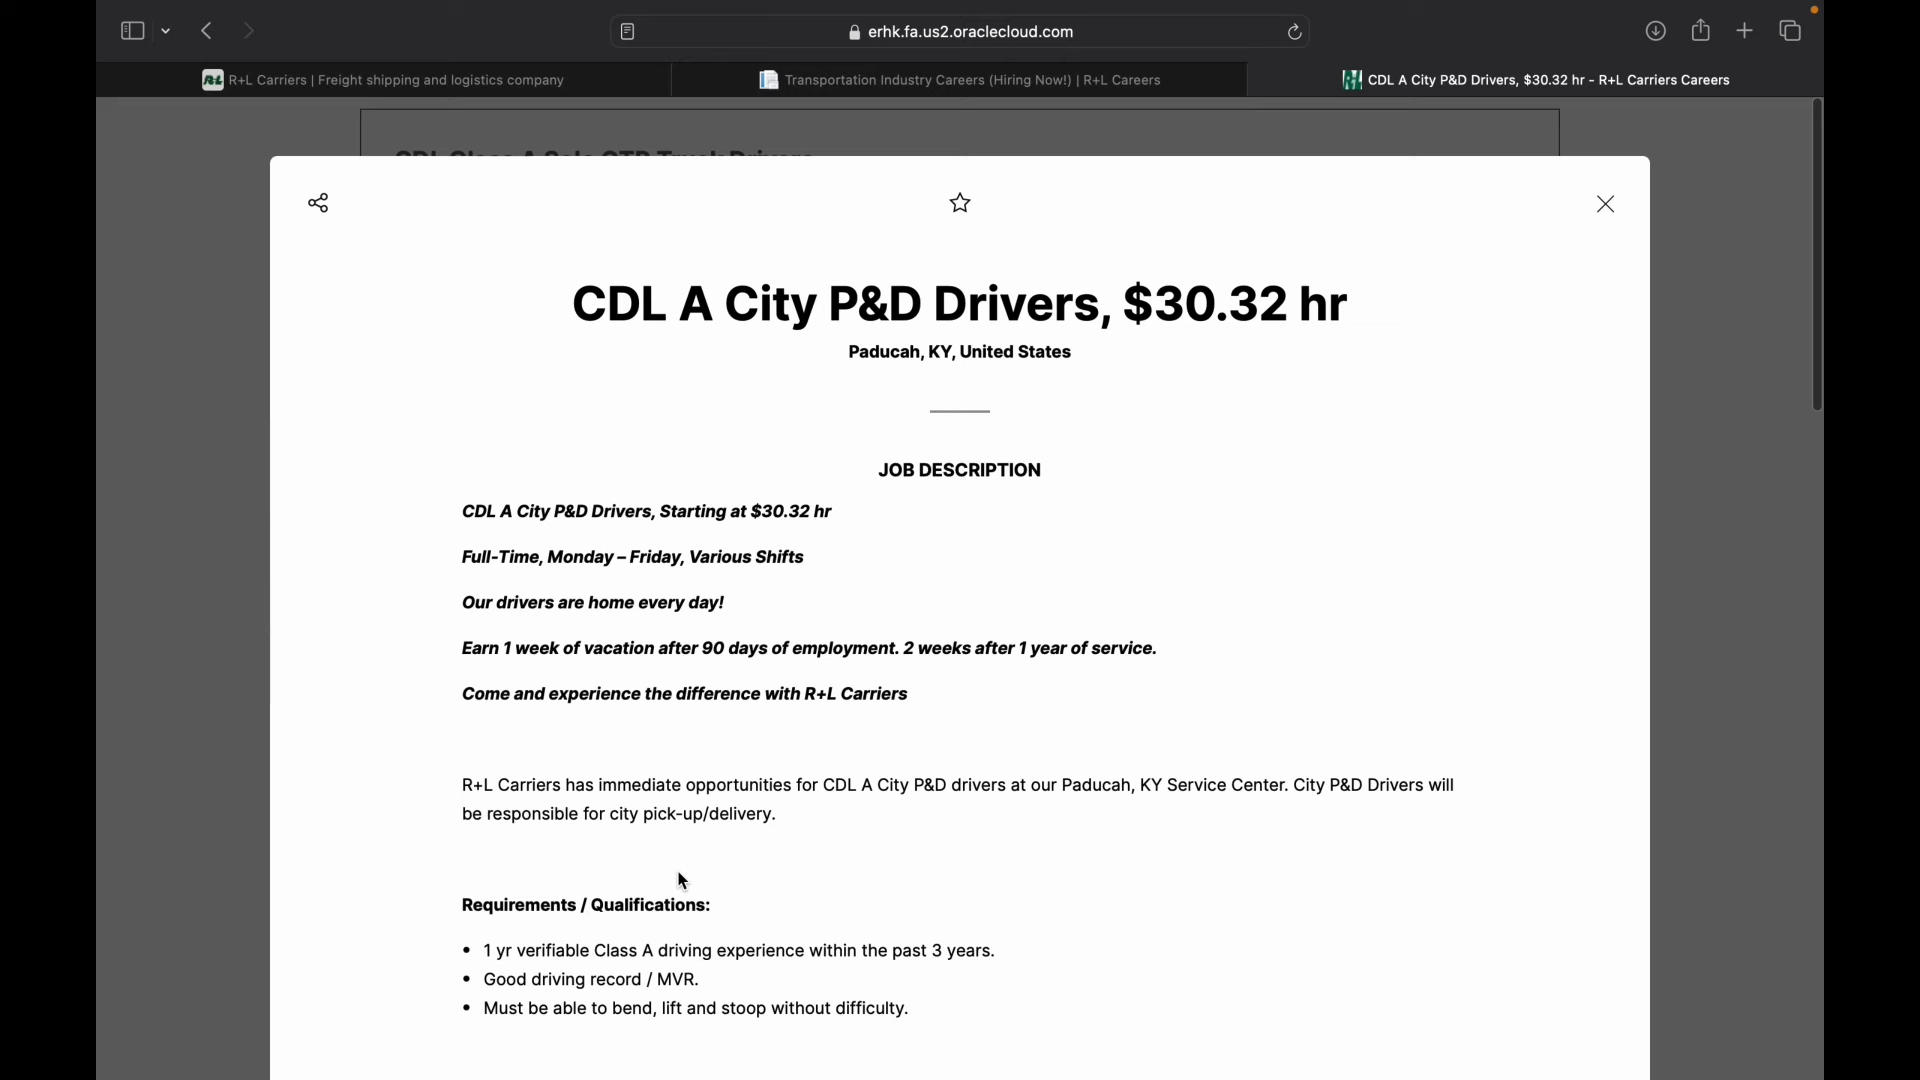 erhk.fa.us2.oraclecloud.com
R+L Carriers | Freight shipping and logistics company
Transportation Industry Careers (Hiring Now!) | R+L Careers
CDL A City P&D Drivers, $30.32 hr - R+L Carriers Careers
CDL Class A Solo OTR Truck Drivers
CDL A City P&D Drivers, $30.32 hr
Paducah, KY, United States
JOB DESCRIPTION
CDL A City P&D Drivers, Starting at $30.32 hr
Full-Time, Monday – Friday, Various Shifts
Our drivers are home every day!
Earn 1 week of vacation after 90 days of employment. 2 weeks after 1 year of service.
Come and experience the difference with R+L Carriers
R+L Carriers has immediate opportunities for CDL A City P&D drivers at our Paducah, KY Service Center. City P&D Drivers will
be responsible for city pick-up/delivery.
Requirements / Qualifications:
• 1 yr verifiable Class A driving experience within the past 3 years.
• Good driving record / MVR.
• Must be able to bend, lift and stoop without difficulty.